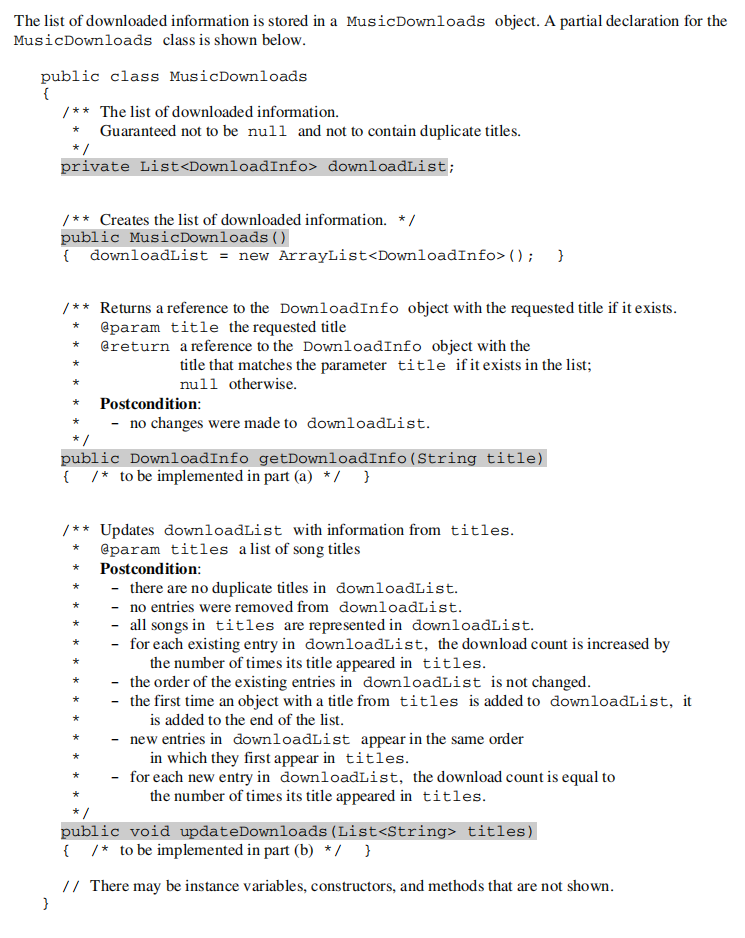 The list of downloaded information is stored in a MusicDownloads object. A partial declaration for the
MusicDownloads class is shown below.
public class MusicDownloads
{
/** The list of downloaded information.
* Guaranteed not to be null and not to contain duplicate titles.
*/
private List<DownloadInfo> downloadList;
/** Creates the list of downloaded information. */
public MusicDownloads()
{ downloadList = new ArrayList<DownloadInfo>(); }
/** Returns a reference to the DownloadInfo object with the requested title if it exists.
* @param title the requested title
* @return a reference to the DownloadInfo object with the
* title that matches the parameter title if it exists in the list;
* null otherwise.
* Postcondition:
* - no changes were made to downloadList.
*/
public DownloadInfo getDownloadInfo(String title)
{ /* to be implemented in part (a) */ }
/** Updates downloadList with information from titles.
* @param titles a list of song titles
* Postcondition:
* - there are no duplicate titles in downloadList.
* - no entries were removed from downloadList.
* - all songs in titles are represented in downloadList.
* - for each existing entry in downloadList, the download count is increased by
* the number of times its title appeared in titles.
* - the order of the existing entries in downloadList is not changed.
* - the first time an object with a title from titles is added to downloadList, it
* is added to the end of the list.
* - new entries in downloadList appear in the same order
* in which they first appear in titles.
* - for each new entry in downloadList, the download count is equal to
* the number of times its title appeared in titles.
*/
public void updateDownloads(List<String> titles)
{ /* to be implemented in part (b) */ }
// There may be instance variables, constructors, and methods that are not shown.
}